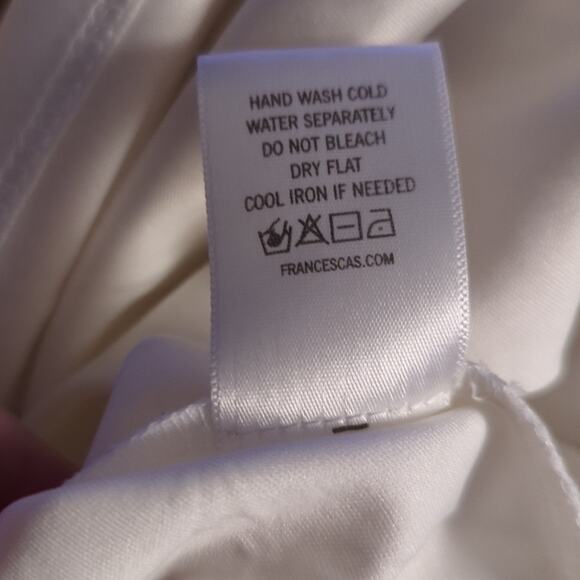 HAND WASH COLD
WATER SEPARATELY
DO NOT BLEACH
DRY FLAT
COOL IRON IF NEEDED
FRANCESCAS.COM